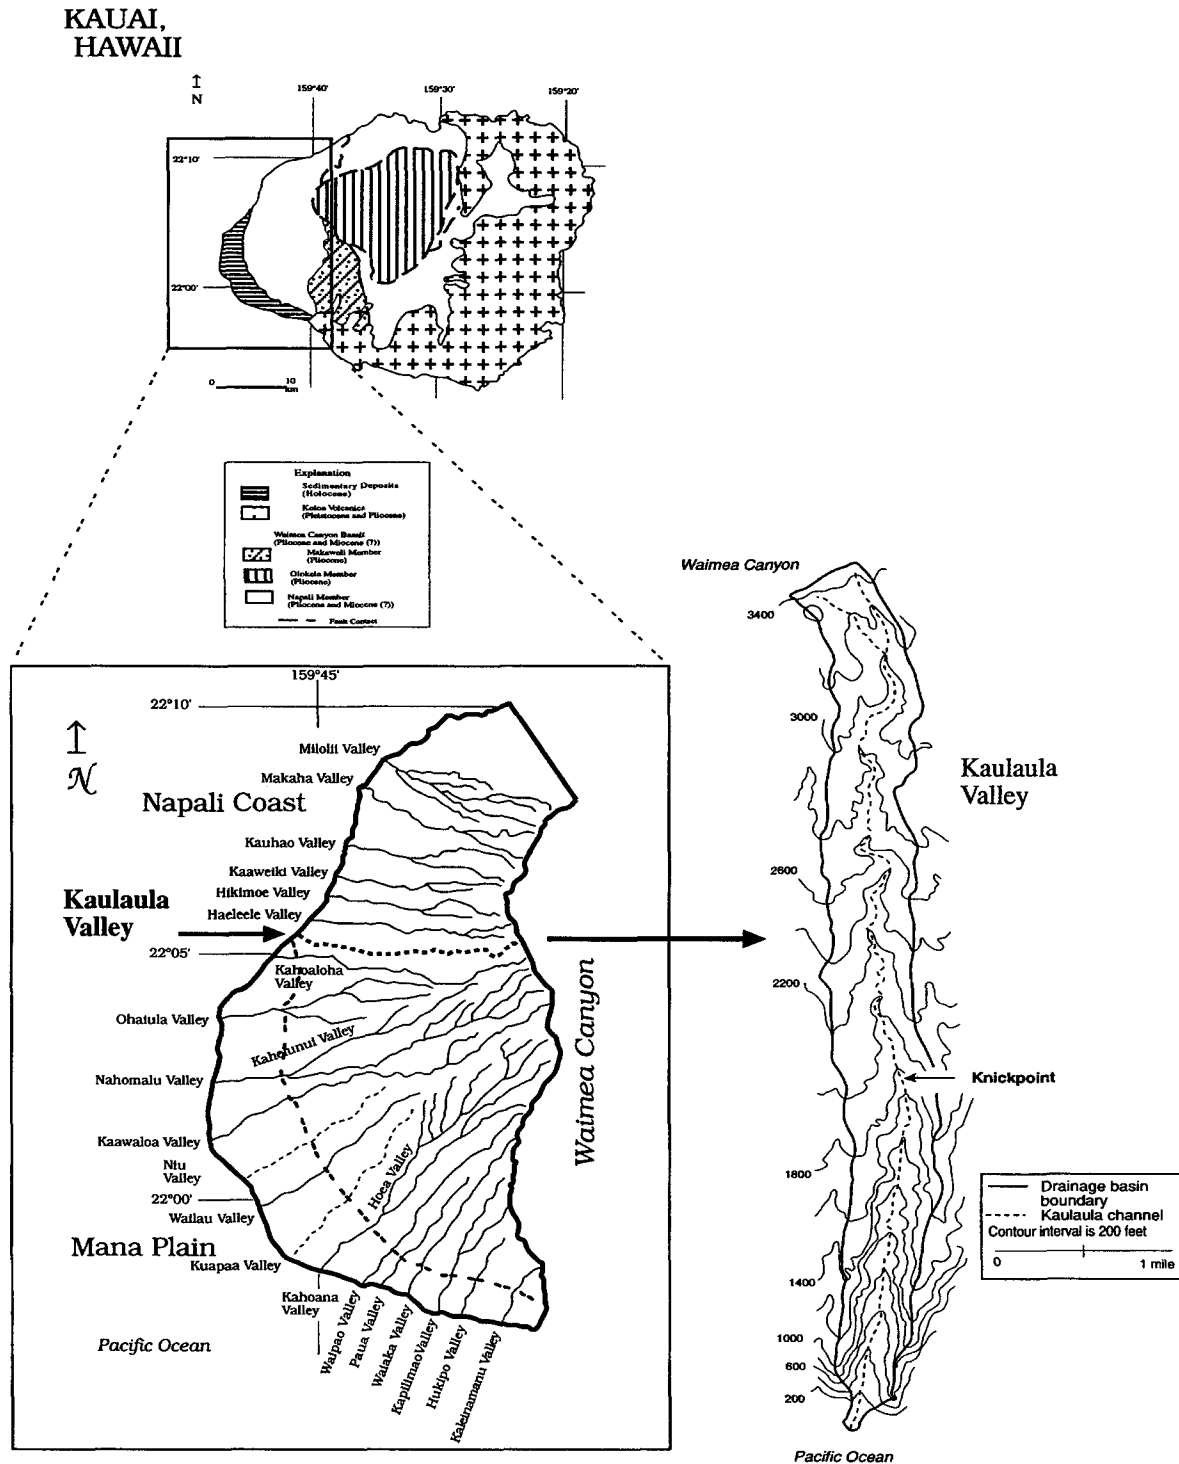 KAUAI,
HAWAII
N
159°40'
159°30'
159°20'
22°10'
22°00'
0
10
km
Explanation
Sedimentary Deposits
(Holocene)
Koloa Volcanics
(Pleistocene and Pliocene)
Waimea Canyon Basalt
(Pliocene and Miocene (?))
Makaweli Member
(Pliocene)
Olokele Member
(Pliocene)
Napali Member
(Pliocene and Miocene (?))
Fault Contact
159°45'
22°10'
N
Milolii Valley
Makaha Valley
Napali Coast
Kauhao Valley
Kaaweiki Valley
Hikimoe Valley
Haeleele Valley
Kaulaula
Valley
22°05'
Kahoaloha
Valley
Ohaiula Valley
Kahelunui Valley
Nahomalu Valley
Kaawaloa Valley
Niu
Valley
Hoea Valley
22°00'
Wailau Valley
Mana Plain
Kuapaa Valley
Kahoana
Valley
Waipao Valley
Paua Valley
Waiaka Valley
Kapilimao Valley
Hukipo Valley
Kaleinamanu Valley
Pacific Ocean
Waimea Canyon
Waimea Canyon
3400
3000
Kaulaula
Valley
2600
2200
Knickpoint
1800
1400
1000
600
200
Drainage basin
boundary
Kaulaula channel
Contour interval is 200 feet
0
1 mile
Pacific Ocean